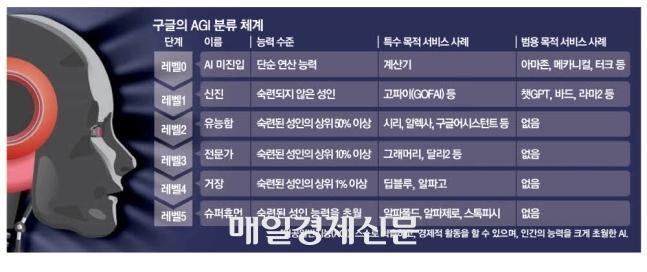 구글의 AGI 분류 체계
단계 이름 능력 수준 특수 목적 서비스 사례 범용 목적 서비스 사례
레벨0 AI 미진입 단순 연산 능력 계산기 아마존, 메카니컬, 터크 등
레벨1 신진 숙련되지 않은 성인 고파이(GOFAI) 등 챗GPT, 바드, 라마2 등
레벨2 유능함 숙련된 성인의 상위 50% 이상 시리, 알렉사, 구글어시스턴트 등 없음
레벨3 전문가 숙련된 성인의 상위 10% 이상 그래머리, 달리2 등 없음
레벨4 거장 숙련된 성인의 상위 1% 이상 딥블루, 알파고 없음
레벨5 슈퍼휴먼 숙련된 성인 능력을 초월 알파폴드, 알파제로, 스톡피시 없음
매일경제신문
경제적 활동을 할 수 있으며, 인간의 능력을 크게 초월한 AI.